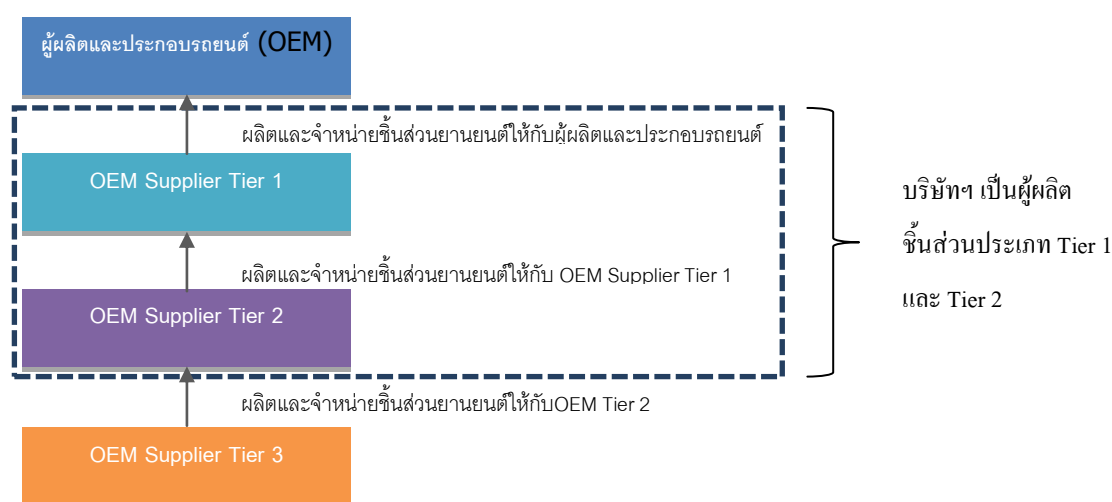 ผู้ผลิตและประกอบรถยนต์ (OEM)
ผลิตและจำหน่ายชิ้นส่วนยานยนต์ให้กับผู้ผลิตและประกอบรถยนต์
OEM Supplier Tier 1
ผลิตและจำหน่ายชิ้นส่วนยานยนต์ให้กับ OEM Supplier Tier 1
OEM Supplier Tier 2
ผลิตและจำหน่ายชิ้นส่วนยานยนต์ให้กับOEM Tier 2
OEM Supplier Tier 3
บริษัทฯ เป็นผู้ผลิต
ชิ้นส่วนประเภท Tier 1
และ Tier 2